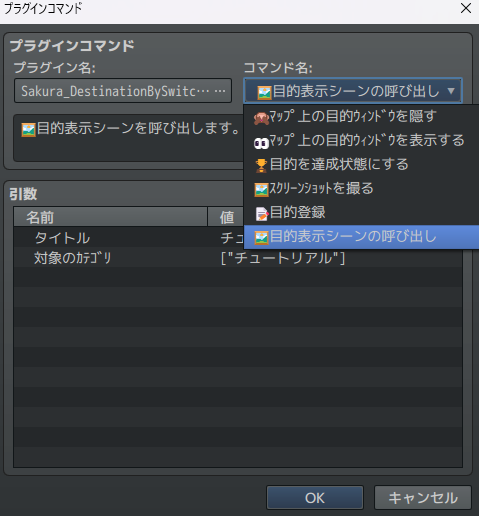 プラグインコマンド
プラグインコマンド
プラグイン名:
コマンド名:
Sakura_DestinationBySwitc… …
目的表示シーンの呼び出し
目的表示シーンを呼び出します。
ﾏｯﾌﾟ上の目的ｳｨﾝﾄﾞｳを隠す
ﾏｯﾌﾟ上の目的ｳｨﾝﾄﾞｳを表示する
目的を達成状態にする
ｽｸﾘｰﾝｼｮｯﾄを撮る
目的登録
目的表示シーンの呼び出し
引数
名前
値
タイトル
チュ
対象のｶﾃｺﾞﾘ
["チュートリアル"]
OK
キャンセル